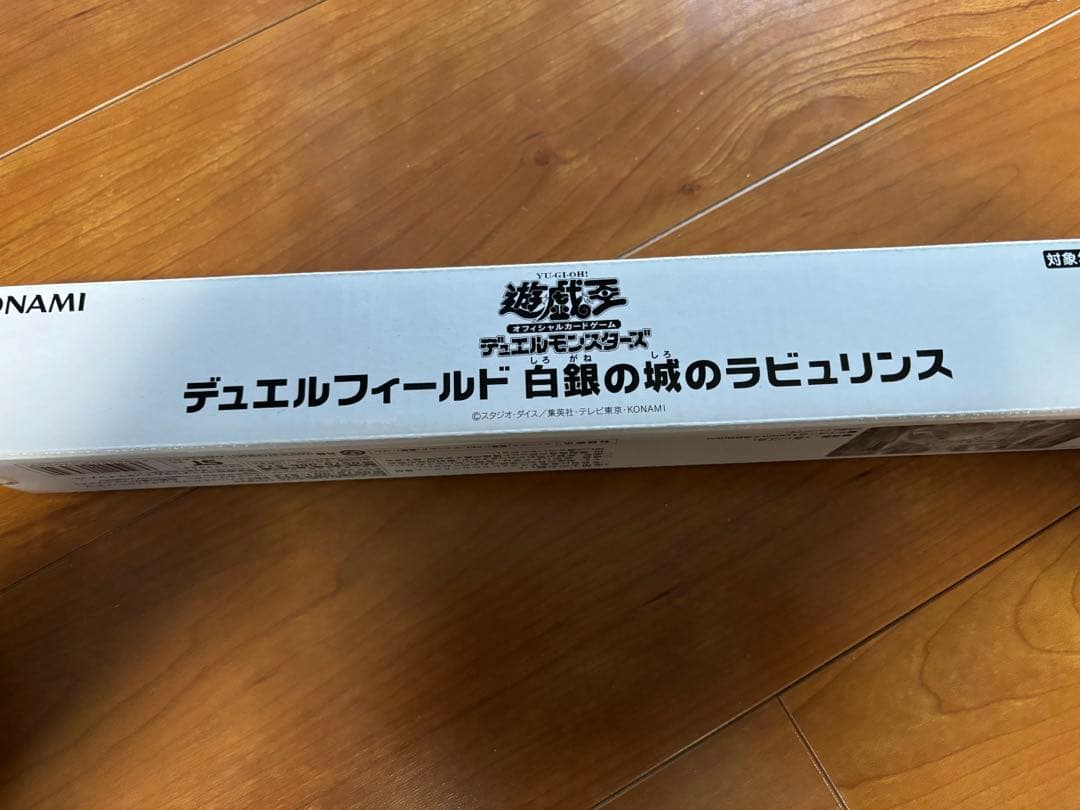 KONAMI
対象年
YU-GI-OH!
遊戯王
オフィシャルカードゲーム
デュエルモンスターズ
しろ がね しろ
デュエルフィールド 白銀の城のラビュリンス
©スタジオ・ダイス/集英社・テレビ東京・KONAMI